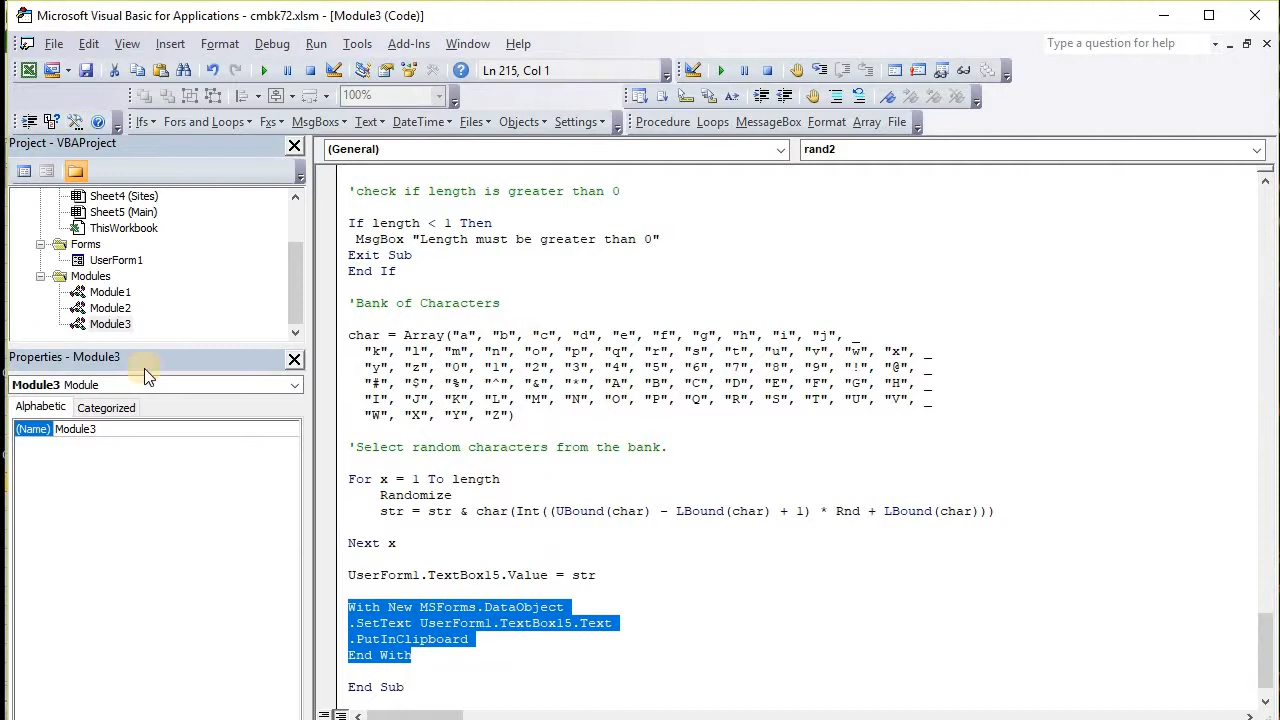 Microsoft Visual Basic for Applications - cmbk72.xlsm - [Module3 (Code)]
File Edit View Insert Format Debug Run Tools Add-Ins Window Help
Type a question for help
Ln 215, Col 1
100%
Ifs Fors and Loops Fxs MsgBoxs Text DateTime Files Objects Settings
Procedure Loops MessageBox Format Array File
Project - VBAProject
Sheet4 (Sites)
Sheet5 (Main)
ThisWorkbook
Forms
UserForm1
Modules
Module1
Module2
Module3
Properties - Module3
Module3 Module
Alphabetic Categorized
(Name) Module3
(General) rand2
'check if length is greater than 0
If length < 1 Then
MsgBox "Length must be greater than 0"
Exit Sub
End If
'Bank of Characters
char = Array("a", "b", "c", "d", "e", "f", "g", "h", "i", "j", _
"k", "l", "m", "n", "o", "p", "q", "r", "s", "t", "u", "v", "w", "x", _
"y", "z", "0", "1", "2", "3", "4", "5", "6", "7", "8", "9", "!", "@", _
"#", "$", "%", "^", "&", "*", "A", "B", "C", "D", "E", "F", "G", "H", _
"I", "J", "K", "L", "M", "N", "O", "P", "Q", "R", "S", "T", "U", "V", _
"W", "X", "Y", "Z")
'Select random characters from the bank.
For x = 1 To length
Randomize
str = str & char(Int((UBound(char) - LBound(char) + 1) * Rnd + LBound(char)))
Next x
UserForm1.TextBox15.Value = str
With New MSForms.DataObject
.SetText UserForm1.TextBox15.Text
.PutInClipboard
End With
End Sub